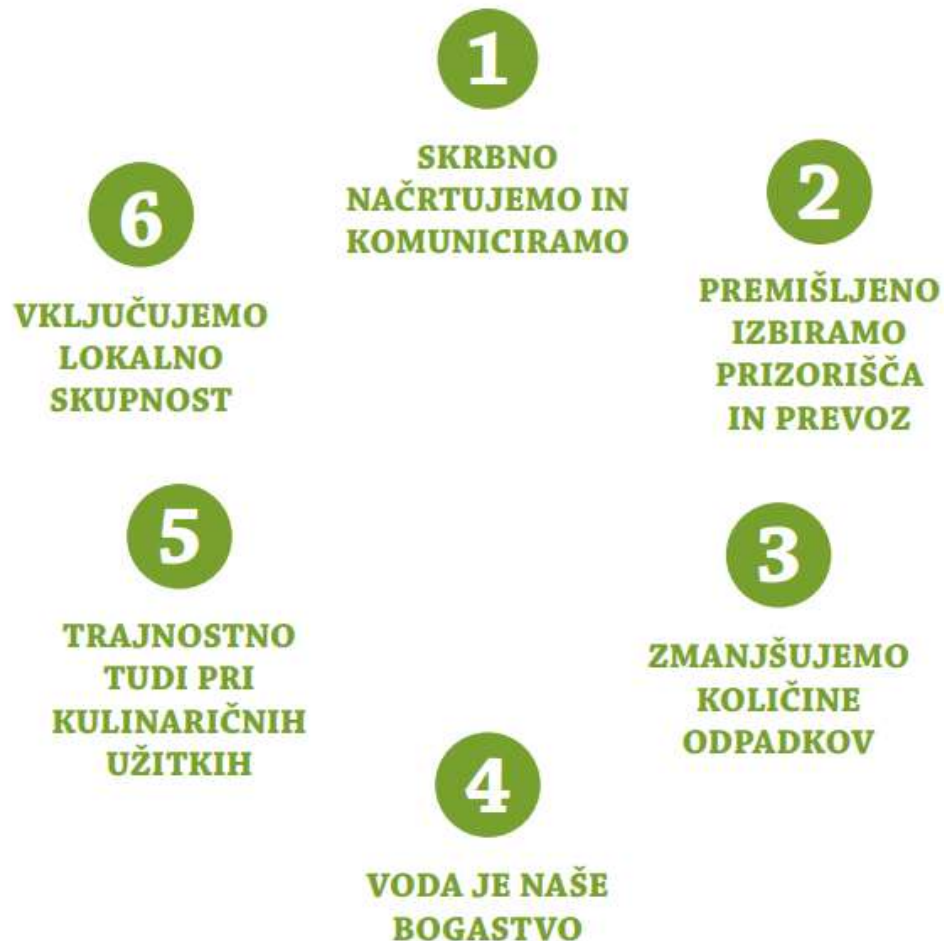 1
SKRBNO
NAČRTUJEMO IN
KOMUNICIRAMO
2
PREMIŠLJENO
IZBIRAMO
PRIZORIŠČA
IN PREVOZ
3
ZMANJŠUJEMO
KOLIČINE
ODPADKOV
4
VODA JE NAŠE
BOGASTVO
5
TRAJNOSTNO
TUDI PRI
KULINARIČNIH
UŽITKIH
6
VKLJUČUJEMO
LOKALNO
SKUPNOST